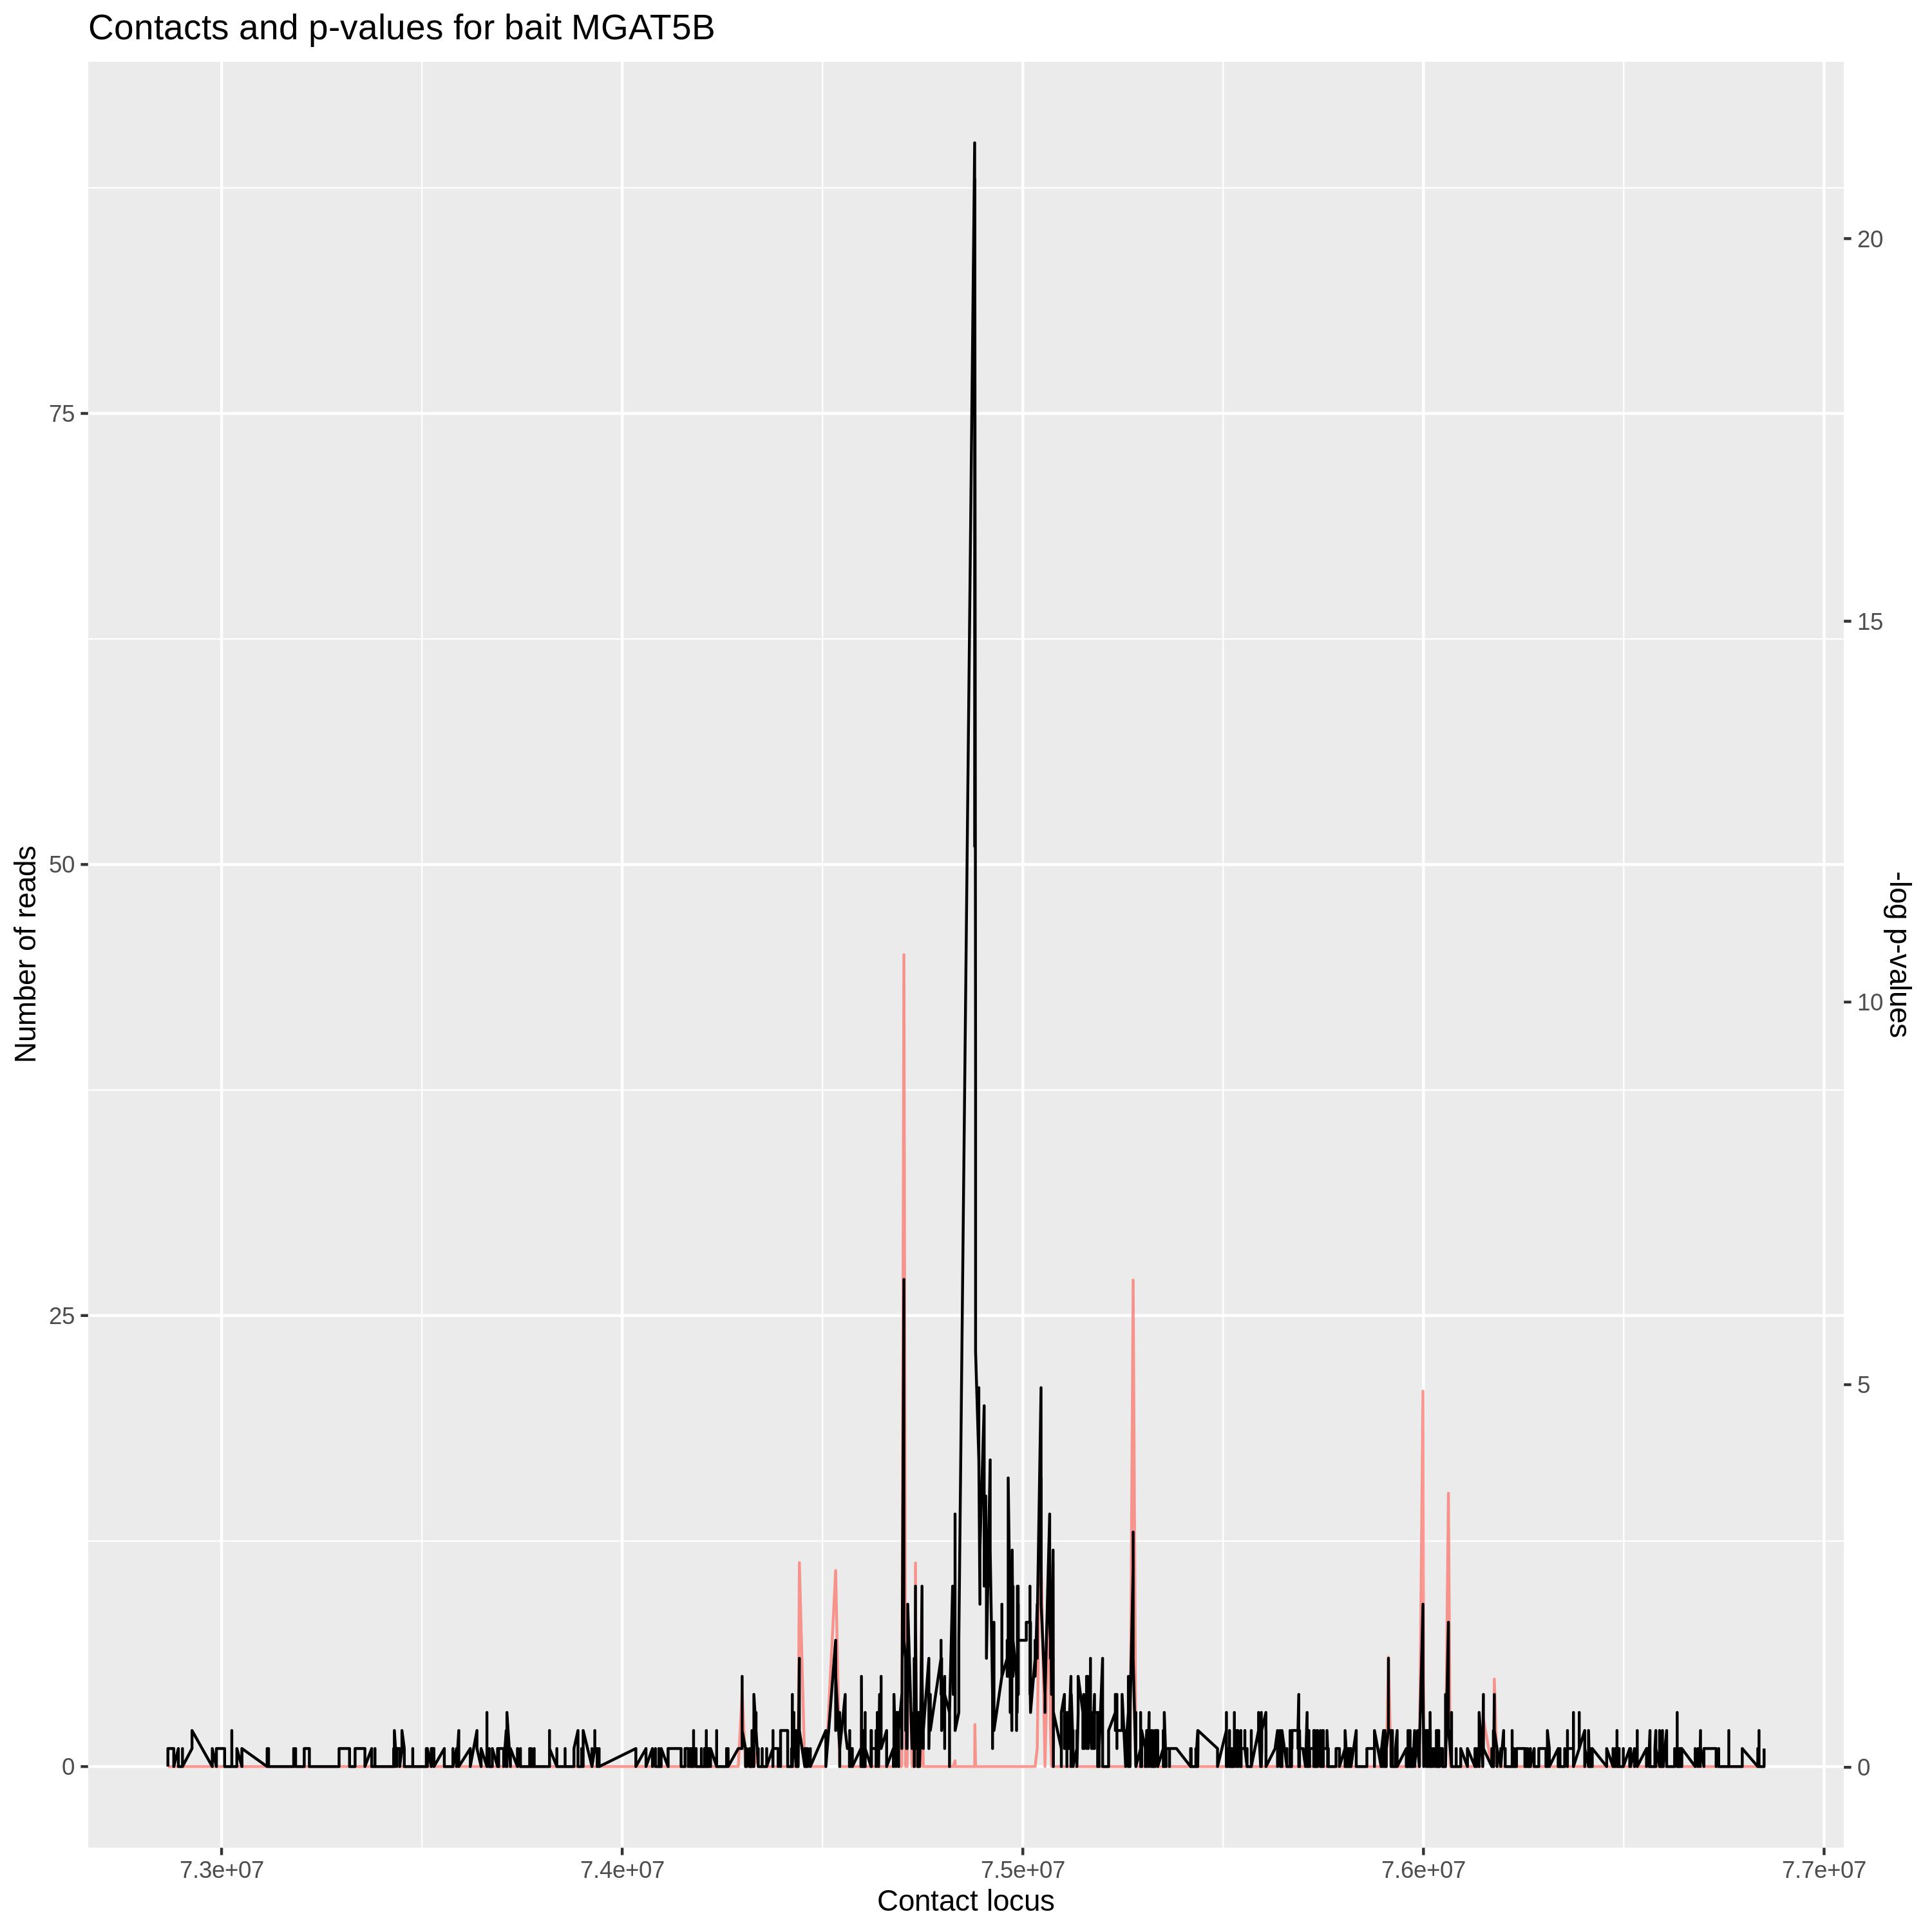 Contacts and p-values for bait MGAT5B
Number of reads
75
50
25
0
20
15
10
5
0
-log p-values
7.3e+07 7.4e+07 7.5e+07 7.6e+07 7.7e+07
Contact locus